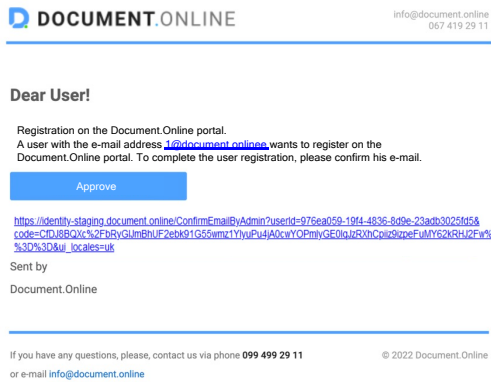 DOCUMENT.ONLINE
info@document.online
067 419 29 11
Dear User!
Registration on the Document.Online portal.
A user with the e-mail address 1@document.onlinee wants to register on the
Document.Online portal. To complete the user registration, please confirm his e-mail.
Approve
https://identity-staging.document.online/ConfirmEmailByAdmin?userId=976ea059-19f4-4836-8d9e-23adb3025fd5&
code=CfDJ8BQXc%2FbRyGlJmBhUF2ebk91G55wmz1YlyuPu4jA0cwYOPmlyGE0lqJzRXhCpiiz9izpeFuMY62kRHJ2Fw%
%3D%3D&ui_locales=uk
Sent by
Document.Online
If you have any questions, please, contact us via phone 099 499 29 11
© 2022 Document.Online
or e-mail info@document.online